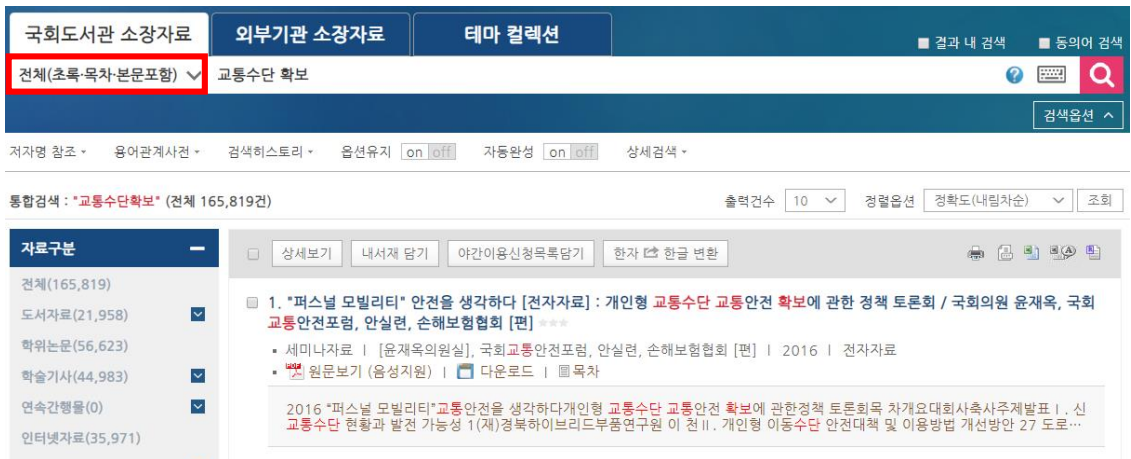 국회도서관 소장자료 외부기관 소장자료 테마 컬렉션
결과 내 검색 동의어 검색
전체(초록·목차·본문포함) 교통수단 확보
검색옵션
저자명 참조 용어관계사전 검색히스토리 옵션유지 on off 자동완성 on off 상세검색
통합검색 : "교통수단확보" (전체 165,819건) 출력건수 10 정렬옵션 정확도(내림차순) 조회
자료구분
상세보기 내서재 담기 야간이용신청목록담기 한자 한글 변환
전체(165,819)
도서자료(21,958)
학위논문(56,623)
학술기사(44,983)
연속간행물(0)
인터넷자료(35,971)
1. "퍼스널 모빌리티" 안전을 생각하다 [전자자료] : 개인형 교통수단 교통안전 확보에 관한 정책 토론회 / 국회의원 윤재옥, 국회
교통안전포럼, 안실련, 손해보험협회 [편]
세미나자료 | [윤재옥의원실], 국회교통안전포럼, 안실련, 손해보험협회 [편] | 2016 | 전자자료
원문보기 (음성지원) | 다운로드 | 목차
2016 "퍼스널 모빌리티"교통안전을 생각하다개인형 교통수단 교통안전 확보에 관한정책 토론회목 차개요대회사축사주제발표Ⅰ. 신
교통수단 현황과 발전 가능성 1(재)경북하이브리드부품연구원 이 천Ⅱ. 개인형 이동수단 안전대책 및 이용방법 개선방안 27 도로…